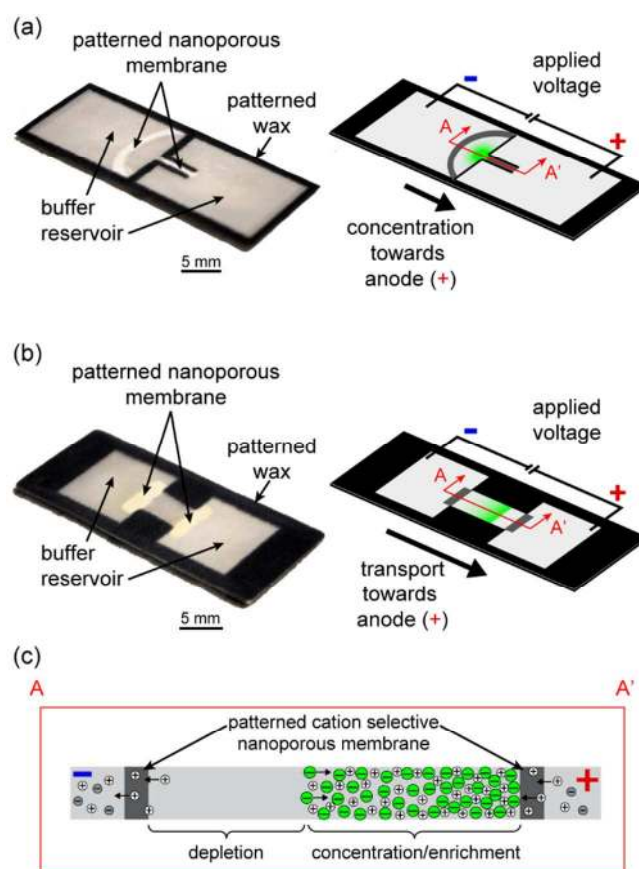 (a)
patterned nanoporous
membrane
patterned
wax
buffer
reservoir
5 mm
applied
voltage
-
+
A
A'
concentration
towards
anode (+)
(b)
patterned nanoporous
membrane
patterned
wax
buffer
reservoir
5 mm
applied
voltage
-
+
A
A'
transport
towards
anode (+)
(c)
A
A'
patterned cation selective
nanoporous membrane
-
+
depletion
concentration/enrichment